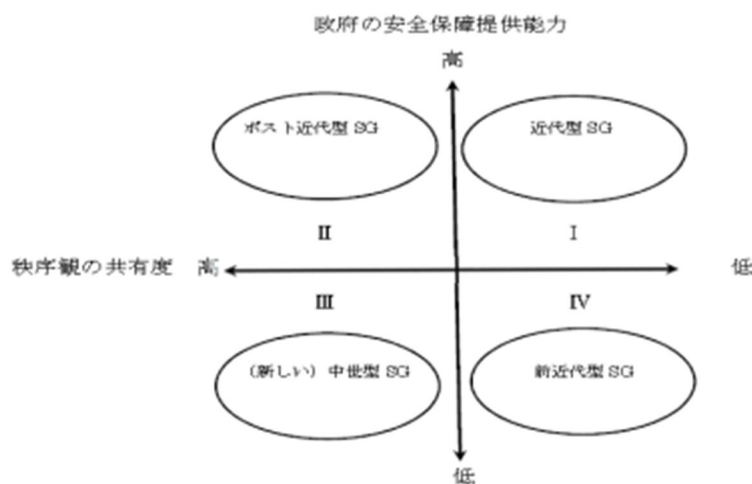 政府の安全保障提供能力
高
ポスト近代型 SG
近代型 SG
II
I
秩序観の共有度 高
低
III
IV
(新しい) 中世型 SG
新近代型 SG
低